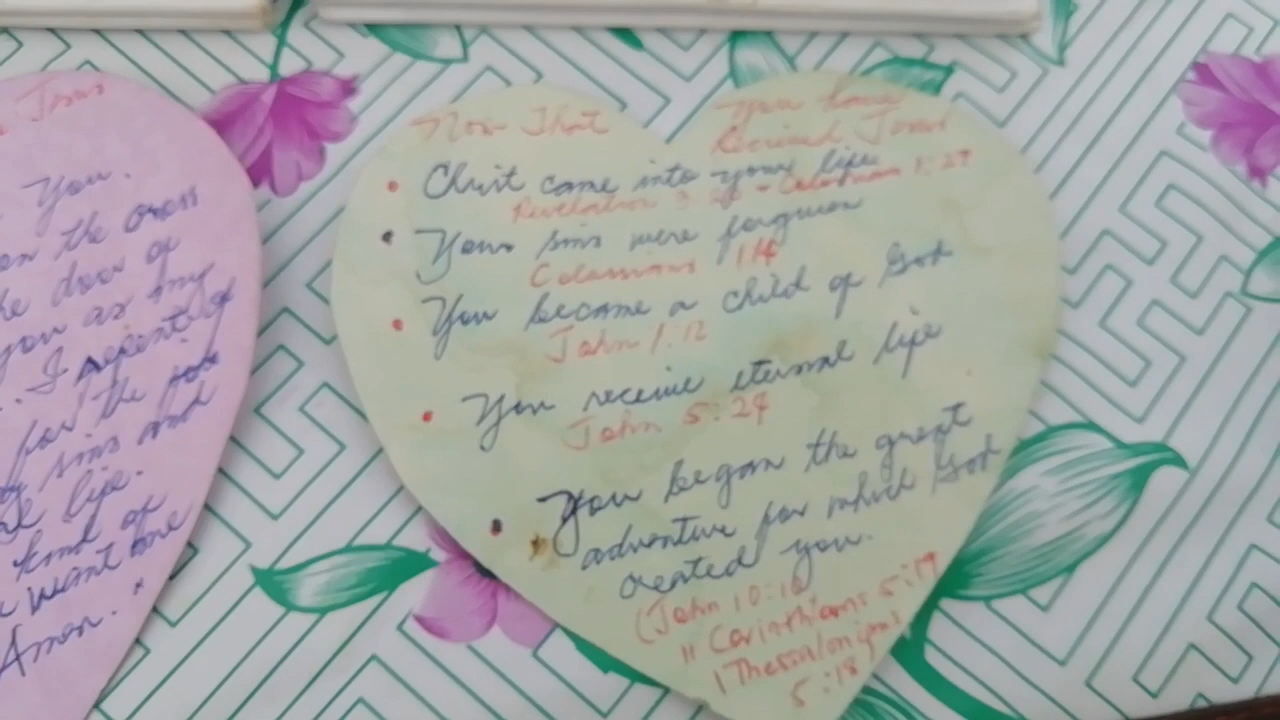 Jesus
You.
on the cross
the door of
you as my
. I repent of
for the
sins and
life.
kind of
want me
Amen."
Now That You have
Received Jesus
• Christ came into your life
Revelation 3:20 - Colossians 1:27
• Your sins were forgiven
Colossians 1:14
• You became a child of God
John 1:12
• You receive eternal life
John 5:24
• You began the great
adventure for which God
created you.
(John 10:10
II Corinthians 5:17
1 Thessalonians)
5:18